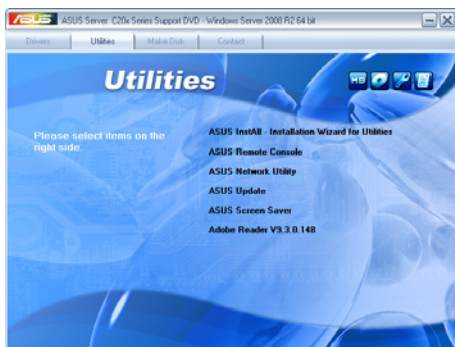 ASUS ASUS Server C20x Series Support DVD - Windows Server 2008 R2 64 bit
Drivers Utilities Make Disk Contact
Utilities
MB
Please select items on the
right side.
ASUS InstAll - Installation Wizard for Utilities
ASUS Remote Console
ASUS Network Utility
ASUS Update
ASUS Screen Saver
Adobe Reader V9.3.0.148